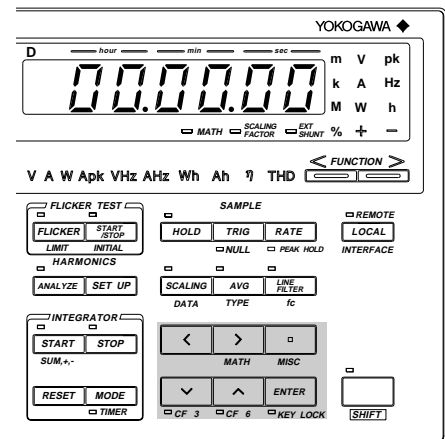 YOKOGAWA
D hour min sec
00.00.00
m V pk
k A Hz
M W h
% + −
MATH SCALING FACTOR EXT SHUNT
V A W Apk VHz AHz Wh Ah η THD
< FUNCTION >
FLICKER TEST SAMPLE
FLICKER START /STOP HOLD TRIG RATE REMOTE LOCAL
LIMIT INITIAL NULL PEAK HOLD INTERFACE
HARMONICS
ANALYZE SET UP SCALING AVG LINE FILTER
DATA TYPE fc
INTEGRATOR
START STOP < > ▫
SUM,+,- MATH MISC
RESET MODE ∨ ∧ ENTER
TIMER CF 3 CF 6 KEY LOCK SHIFT